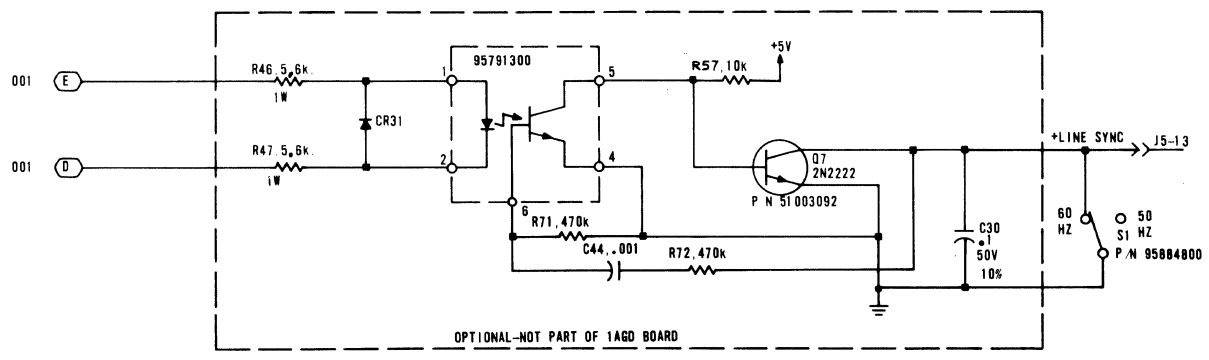 +5V
95791300
R46,5,6k.
1W
R57,10k
001 E
1
5
CR31
+LINE SYNC
J5-13
R47,5,6k.
1W
001 D
2
4
Q7
2N2222
P N 51003092
6
R71,470k
C44,.001
R72,470k
C30
.1
50V
10%
60
HZ
S1
50
HZ
P/N 95884800
OPTIONAL-NOT PART OF 1AGD BOARD